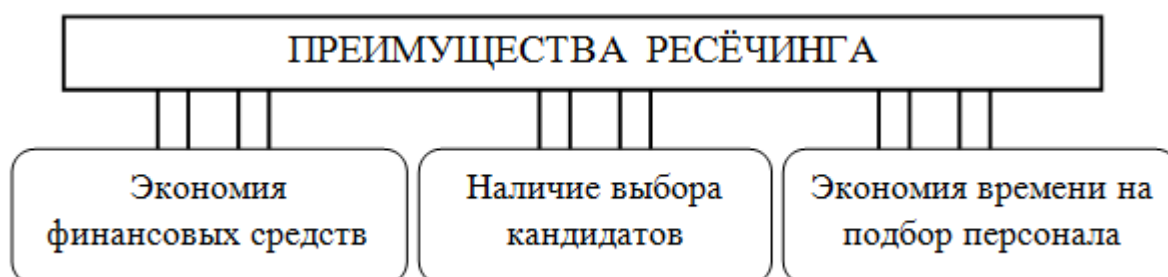 ПРЕИМУЩЕСТВА РЕСЁЧИНГА
Экономия
финансовых средств
Наличие выбора
кандидатов
Экономия времени на
подбор персонала